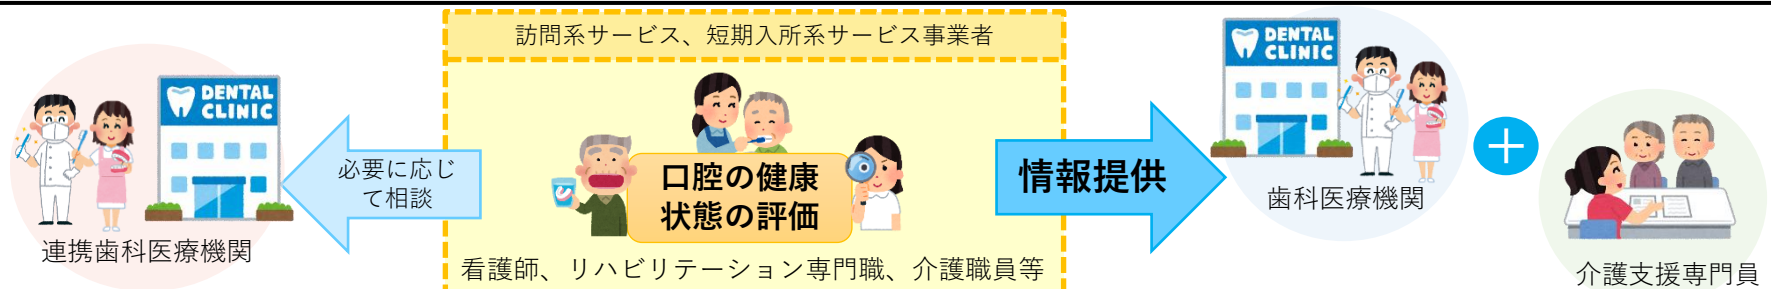 訪問系サービス、短期入所系サービス事業者
DENTAL
CLINIC
連携歯科医療機関
必要に応じ
て相談
口腔の健康
状態の評価
看護師、リハビリテーション専門職、介護職員等
情報提供
DENTAL
CLINIC
歯科医療機関
介護支援専門員